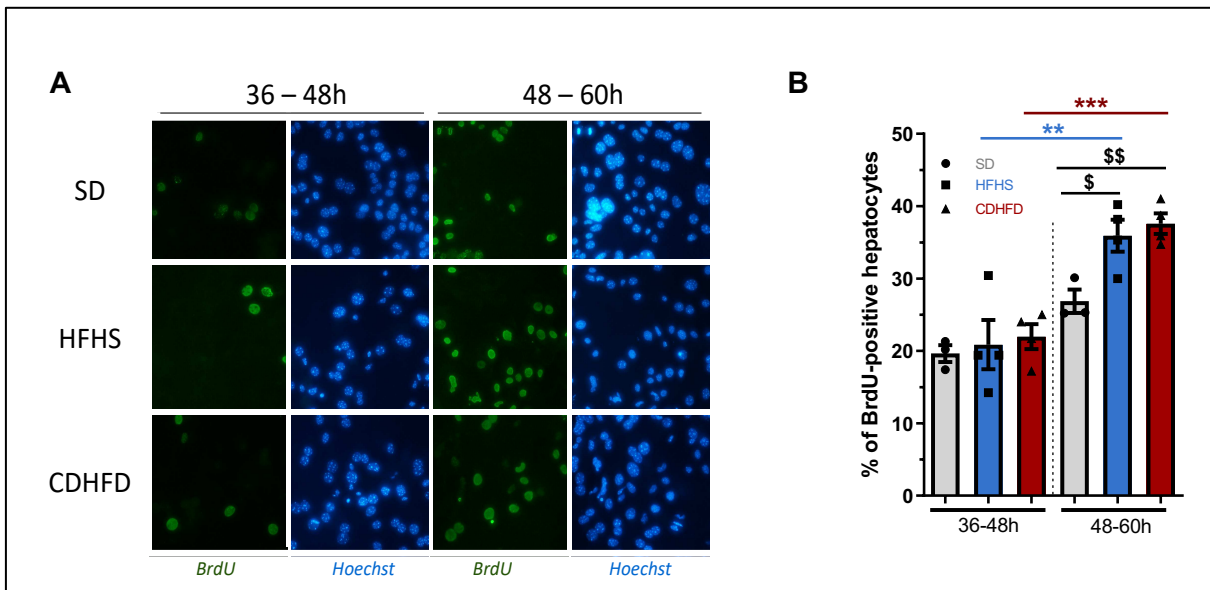 A
36 – 48h
48 – 60h
SD
HFHS
CDHFD
BrdU
Hoechst
BrdU
Hoechst
B
% of BrdU-positive hepatocytes
50
40
30
20
10
0
SD
HFHS
CDHFD
***
**
$$
$
36-48h
48-60h